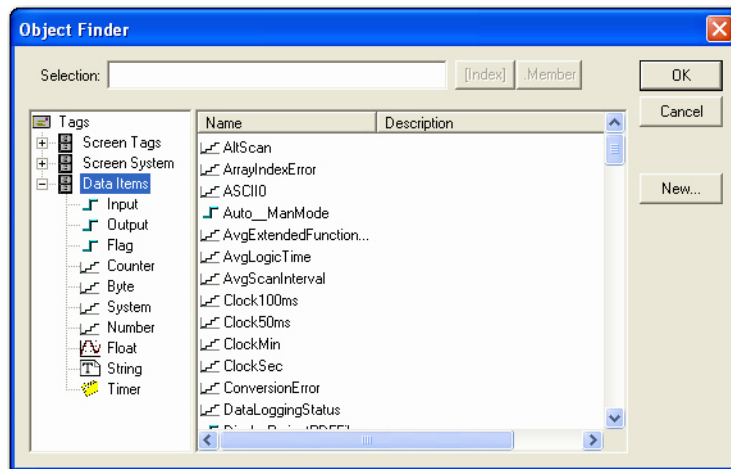 Object Finder
Selection: [Index] .Member OK
Cancel
New...
Tags
Screen Tags
Screen System
Data Items
Input
Output
Flag
Counter
Byte
System
Number
Float
String
Timer
Name Description
AltScan
ArrayIndexError
ASCII0
Auto__ManMode
AvgExtendedFunction...
AvgLogicTime
AvgScanInterval
Clock100ms
Clock50ms
ClockMin
ClockSec
ConversionError
DataLoggingStatus